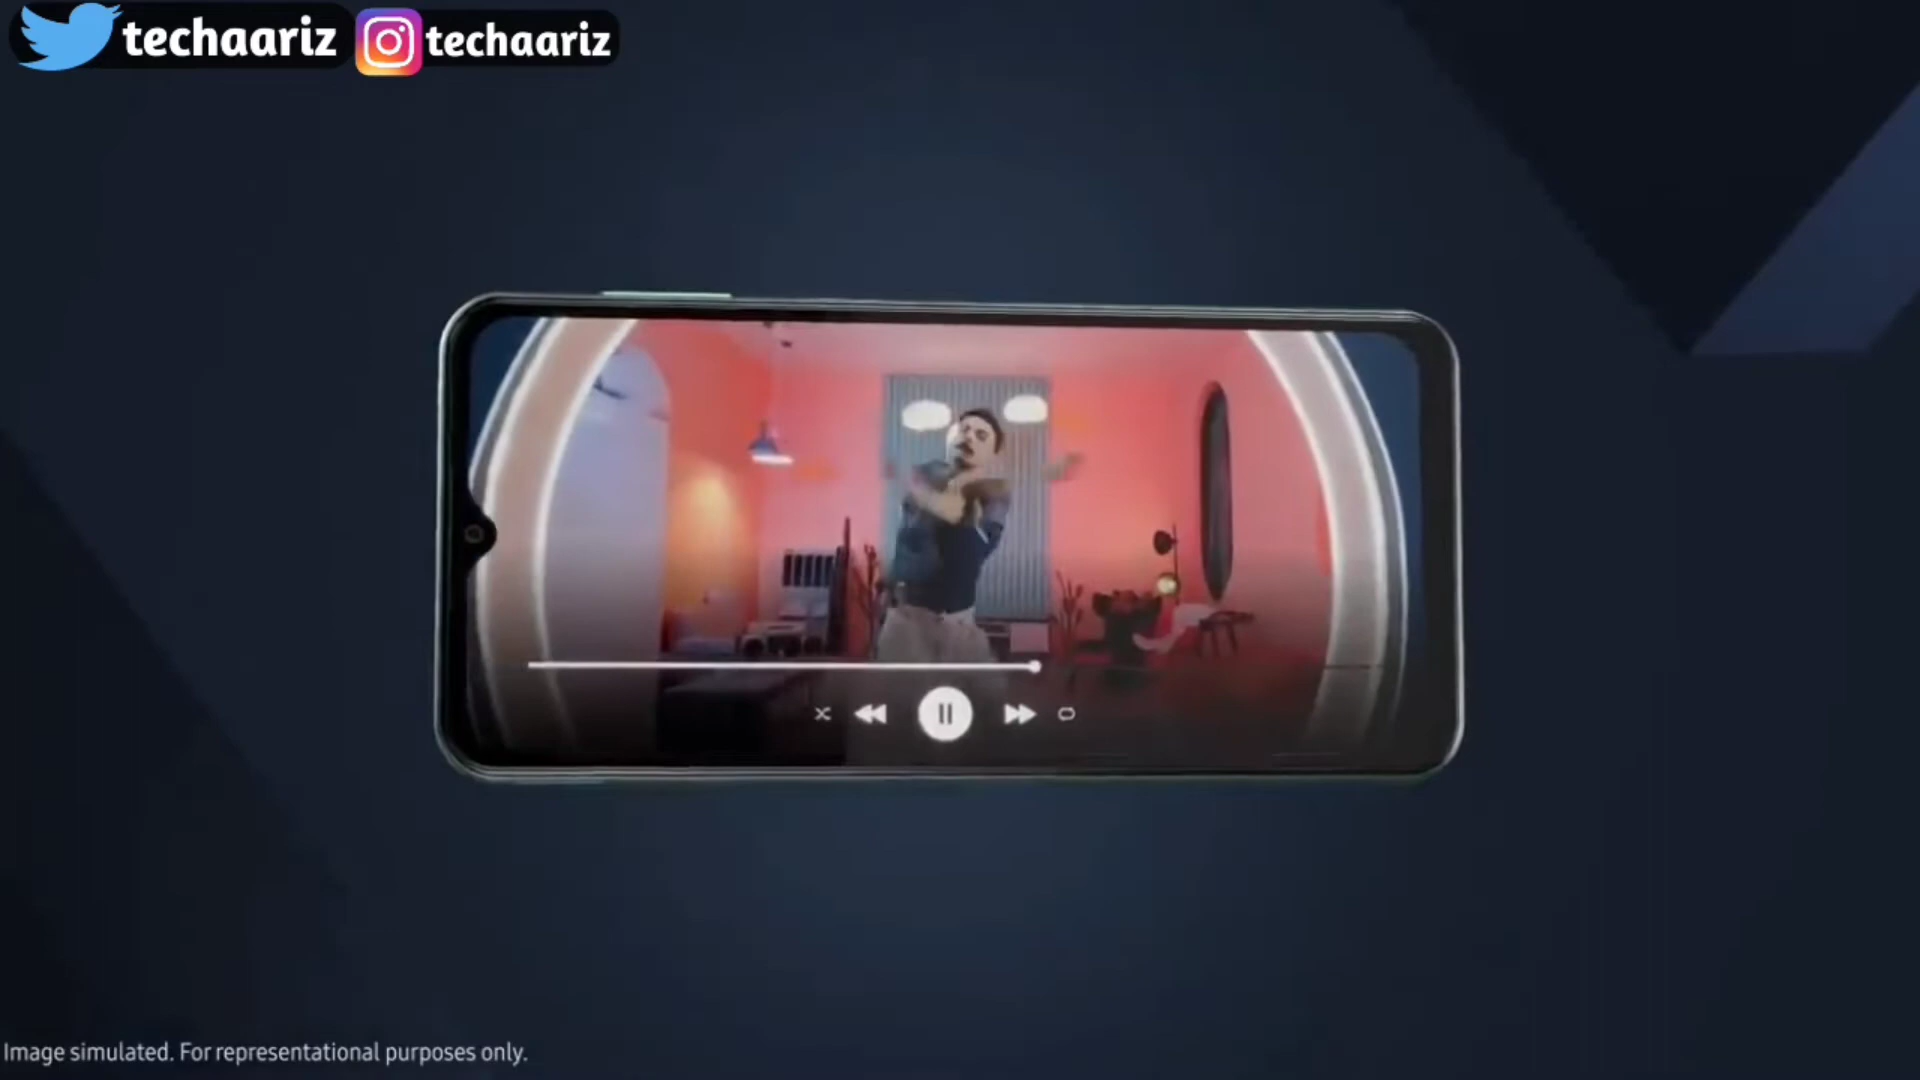 techaariz techaariz
Image simulated. For representational purposes only.